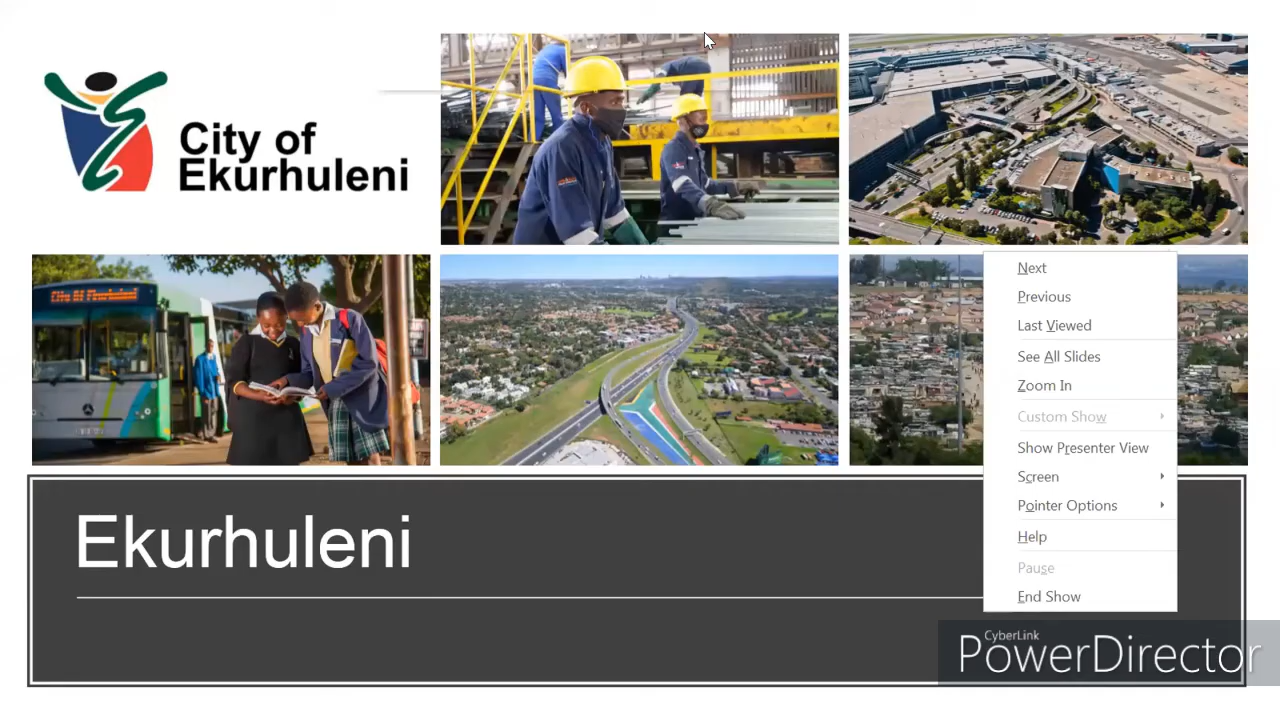 City of
Ekurhuleni
Next
Previous
Last Viewed
See All Slides
Zoom In
Custom Show
Show Presenter View
Screen
Pointer Options
Help
Pause
End Show
Ekurhuleni
CyberLink
PowerDirector